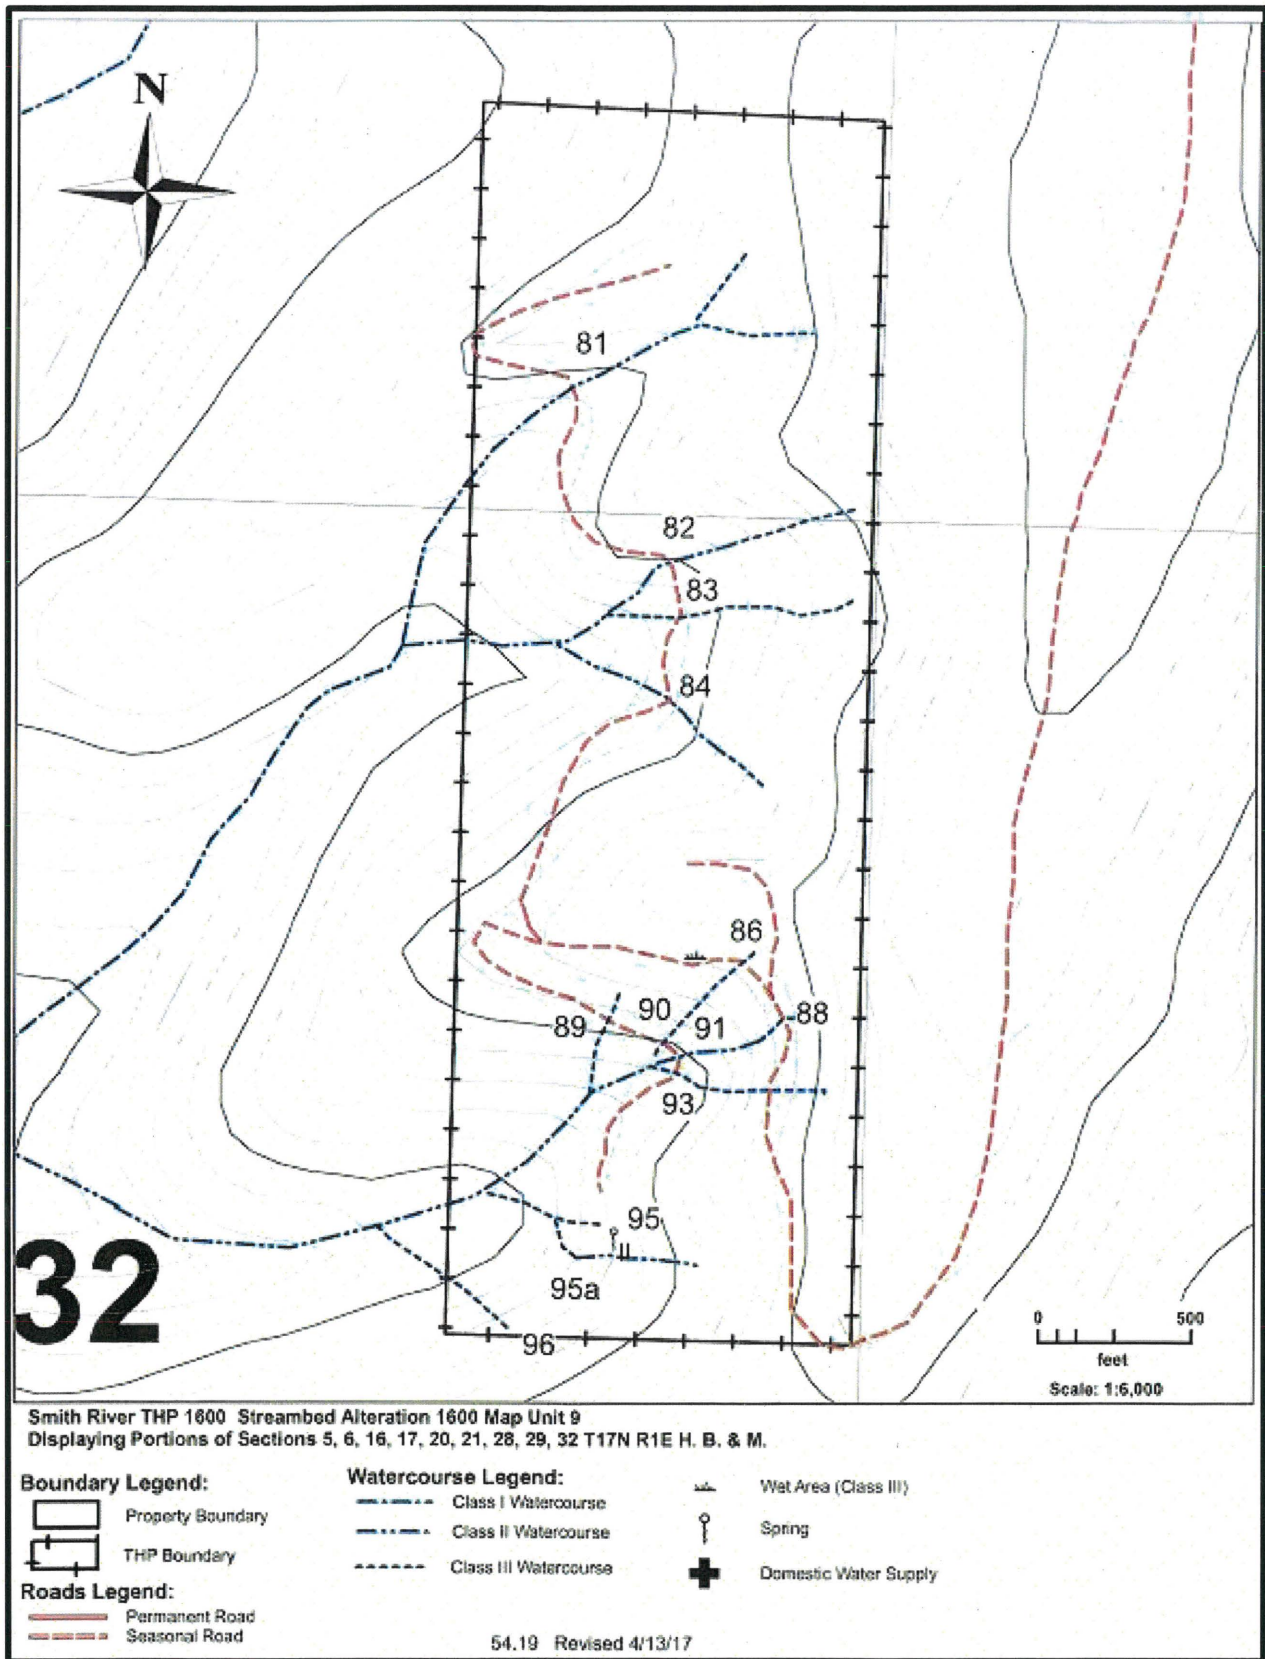 N
81
82
83
84
86
90
88
89
91
93
95
95a
96
32
0 500
feet
Scale: 1:6,000
Smith River THP 1600 Streambed Alteration 1600 Map Unit 9
Displaying Portions of Sections 5, 6, 16, 17, 20, 21, 28, 29, 32 T17N R1E H. B. & M.
Boundary Legend:
Property Boundary
THP Boundary
Roads Legend:
Permanent Road
Seasonal Road
Watercourse Legend:
Class I Watercourse
Class II Watercourse
Class III Watercourse
Wet Area (Class III)
Spring
Domestic Water Supply
54.19 Revised 4/13/17